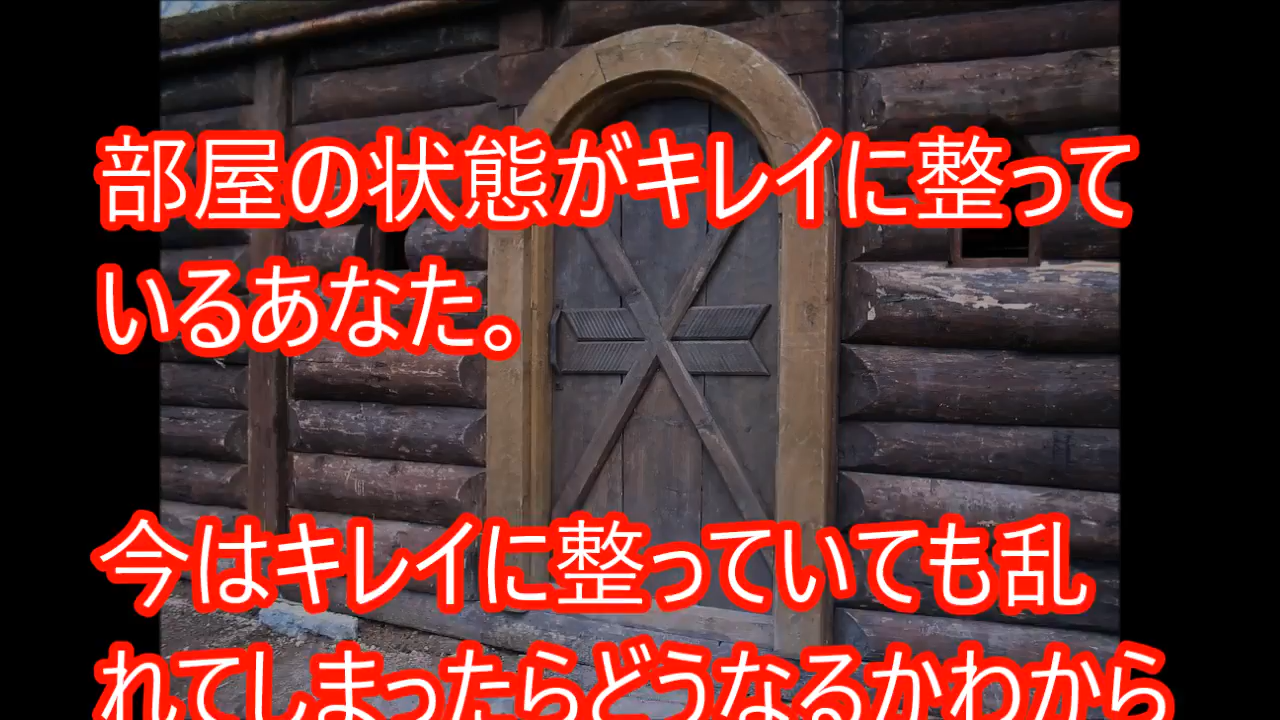 部屋の状態がキレイに整って
いるあなた。
今はキレイに整っていても乱
れてしまったらどうなるかわから